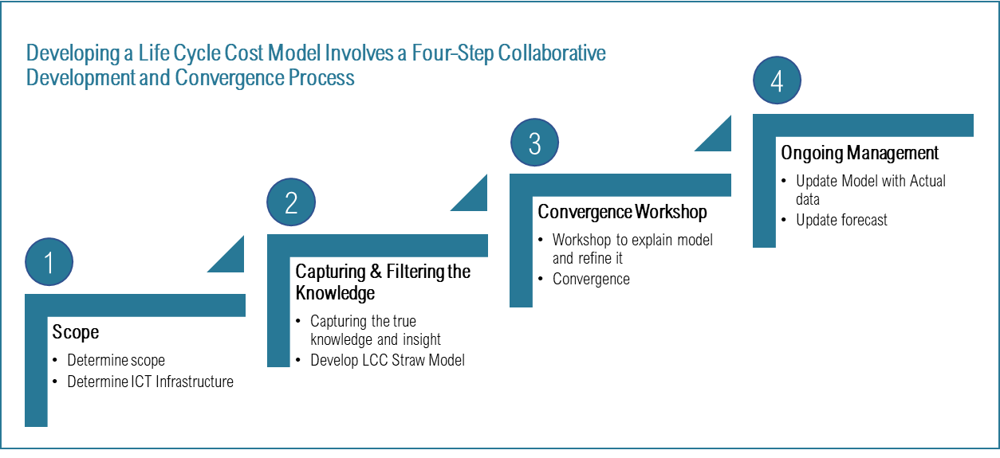 Developing a Life Cycle Cost Model Involves a Four-Step Collaborative
Development and Convergence Process
1
Scope
• Determine scope
• Determine ICT Infrastructure
2
Capturing & Filtering the
Knowledge
• Capturing the true
knowledge and insight
• Develop LCC Straw Model
3
Convergence Workshop
• Workshop to explain model
and refine it
• Convergence
4
Ongoing Management
• Update Model with Actual
data
• Update forecast